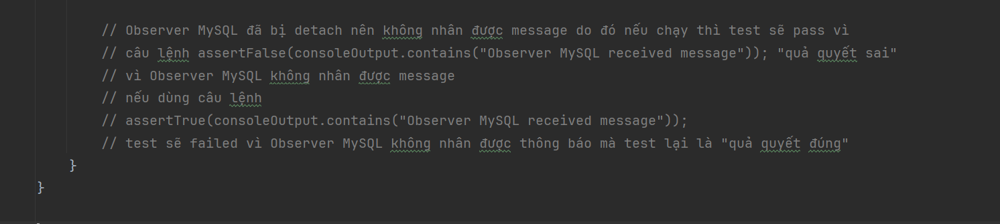 // Observer MySQL đã bị detach nên không nhân được message do đó nếu chạy thì test sẽ pass vì
// câu lệnh assertFalse(consoleOutput.contains("Observer MySQL received message")); "quả quyết sai"
// vì Observer MySQL không nhân được message
// nếu dùng câu lệnh
// assertTrue(consoleOutput.contains("Observer MySQL received message"));
// test sẽ failed vì Observer MySQL không nhân được thông báo mà test lại là "quả quyết đúng"
}
}